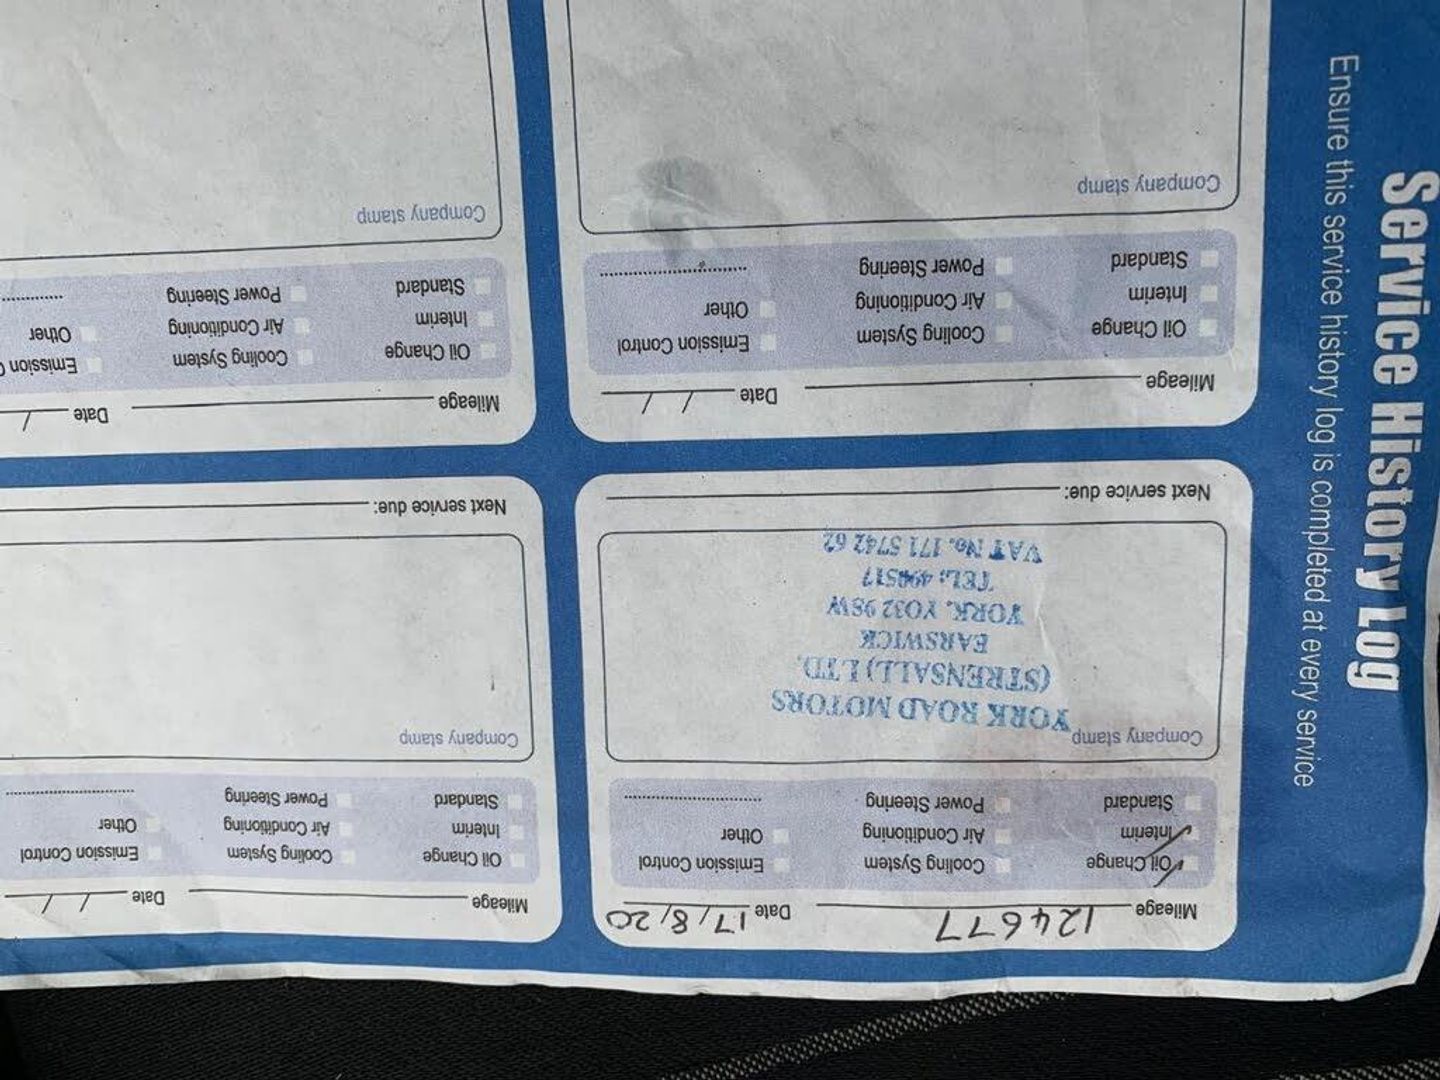 Service History Log
Ensure this service history log is completed at every service
Mileage 124677 Date 17/8/20
Oil Change Cooling System Emission Control
Interim Air Conditioning Other
Standard Power Steering ....................
Company stamp
YORK ROAD MOTORS
(STRENSALL) LTD.
EARSWICK
YORK. YO32 9SW
TEL:
VAT No. 171 5742 62
Next service due:
Mileage Date / /
Oil Change Cooling System Emission Control
Interim Air Conditioning Other
Standard Power Steering ....................
Company stamp
Next service due:
Mileage Date / /
Oil Change Cooling System Emission Control
Interim Air Conditioning Other
Standard Power Steering ....................
Company stamp
Mileage Date /
Oil Change Cooling System Emission C
Interim Air Conditioning Other
Standard Power Steering ..........
Company stamp